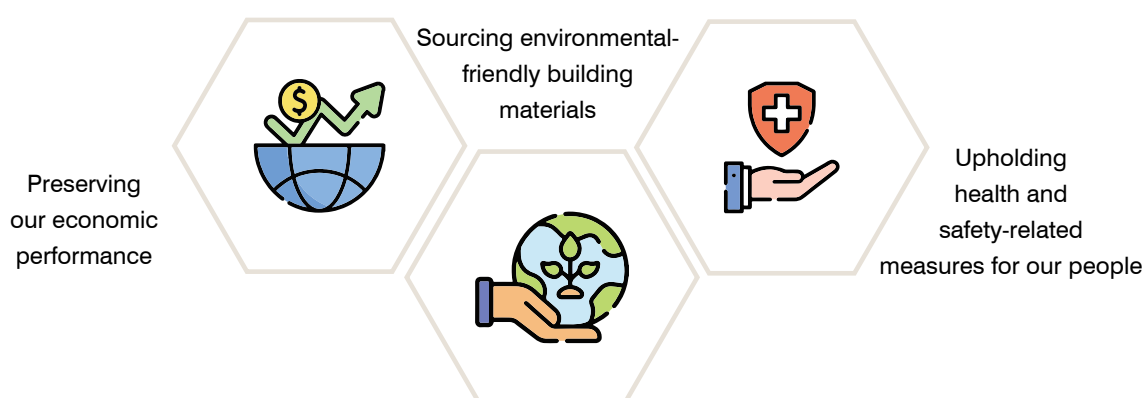 Preserving
our economic
performance
Sourcing environmental-
friendly building
materials
Upholding
health and
safety-related
measures for our people
$